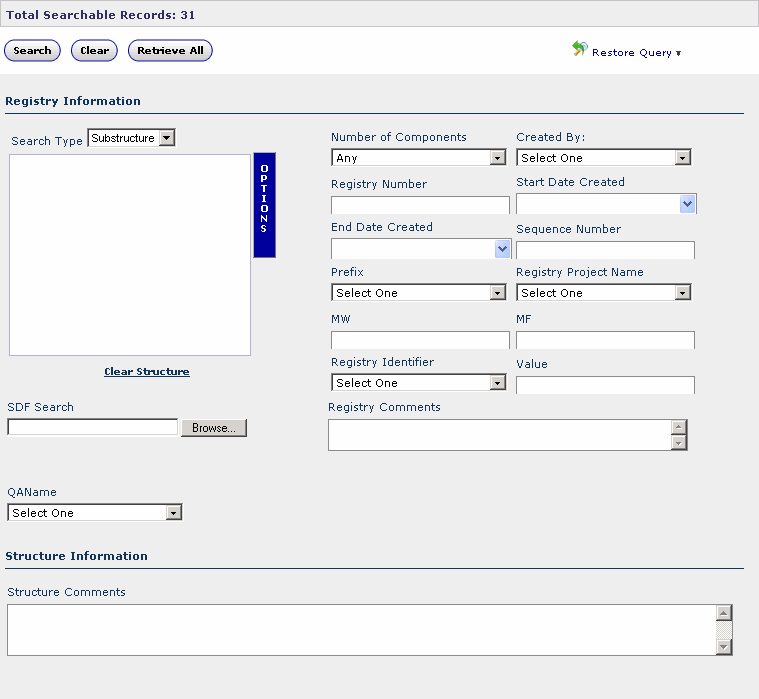 Total Searchable Records: 31
Search Clear Retrieve All Restore Query
Registry Information
Search Type Substructure
OPTIONS
Clear Structure
SDF Search
Browse...
QAName
Select One
Number of Components Created By:
Any Select One
Registry Number Start Date Created
End Date Created Sequence Number
Prefix Registry Project Name
Select One Select One
MW MF
Registry Identifier Value
Select One
Registry Comments
Structure Information
Structure Comments